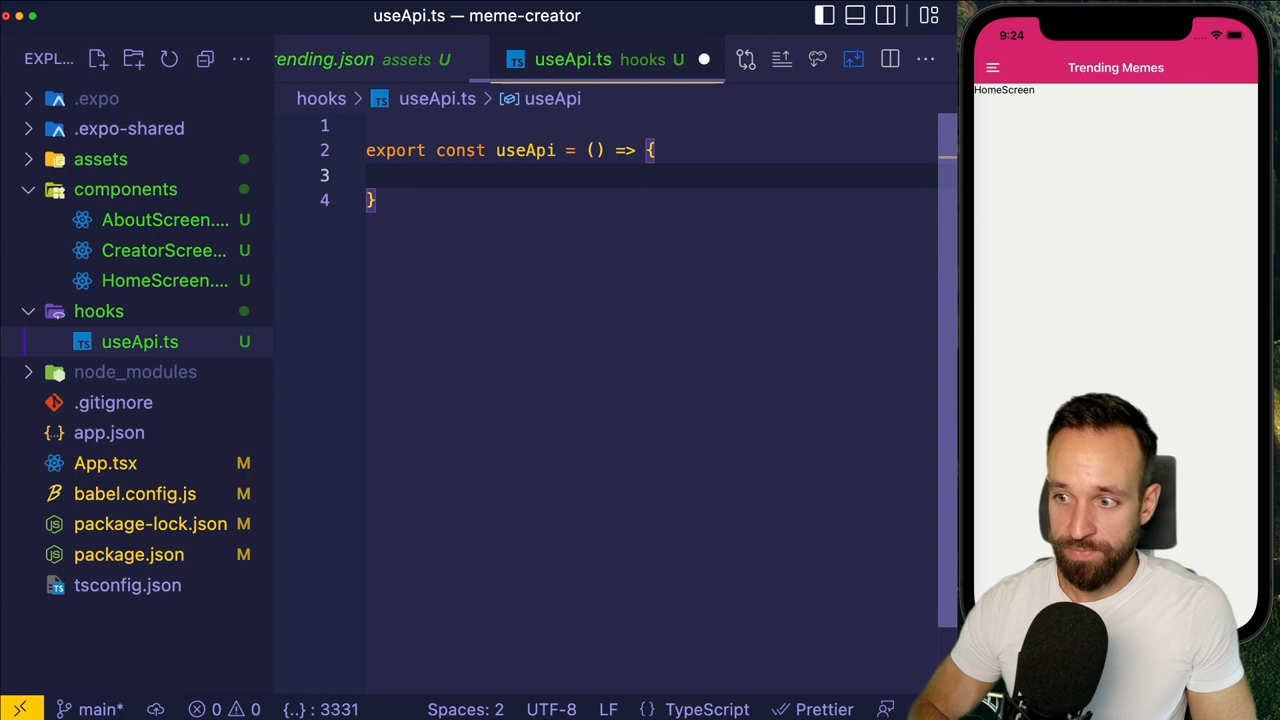 useApi.ts — meme-creator
EXPL...
rending.json assets U
useApi.ts hooks U
hooks > useApi.ts > useApi
.expo
.expo-shared
assets
components
AboutScreen.... U
CreatorScree... U
HomeScreen.... U
hooks
useApi.ts U
node_modules
.gitignore
app.json
App.tsx M
babel.config.js M
package-lock.json M
package.json M
tsconfig.json
1
2 export const useApi = () => {
3
4 }
main* 0 0 {..} : 3331 Spaces: 2 UTF-8 LF {} TypeScript Prettier
9:24
Trending Memes
HomeScreen